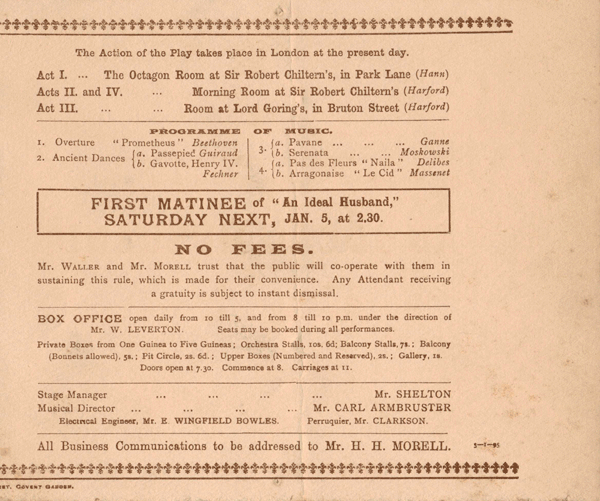 The Action of the Play takes place in London at the present day.
Act I. ... The Octagon Room at Sir Robert Chiltern's, in Park Lane (Hann)
Acts II. and IV. ... Morning Room at Sir Robert Chiltern's (Harford)
Act III. ... ... Room at Lord Goring's, in Bruton Street (Harford)
PROGRAMME OF MUSIC.
1. Overture "Prometheus" Beethoven
2. Ancient Dances {a. Passepied Guiraud
{b. Gavotte, Henry IV.
Fechner
3. {a. Pavane ... ... ... Ganne
{b. Serenata ... ... Moskowski
4. {a. Pas des Fleurs "Naila" Delibes
{b. Arragonaise "Le Cid" Massenet
FIRST MATINEE of "An Ideal Husband,"
SATURDAY NEXT, JAN. 5, at 2.30.
NO FEES.
Mr. WALLER and Mr. MORELL trust that the public will co-operate with them in
sustaining this rule, which is made for their convenience. Any Attendant receiving
a gratuity is subject to instant dismissal.
BOX OFFICE open daily from 10 till 5, and from 8 till 10 p.m. under the direction of
Mr. W. LEVERTON. Seats may be booked during all performances.
Private Boxes from One Guinea to Five Guineas; Orchestra Stalls, 10s. 6d; Balcony Stalls, 7s.; Balcony
(Bonnets allowed), 5s.; Pit Circle, 2s. 6d.; Upper Boxes (Numbered and Reserved), 2s.; Gallery, 1s.
Doors open at 7.30. Commence at 8. Carriages at 11.
Stage Manager ... ... ... ... Mr. SHELTON
Musical Director ... ... ... ... Mr. CARL ARMBRUSTER
Electrical Engineer, Mr. E. WINGFIELD BOWLES. Perruquier, Mr. CLARKSON.
All Business Communications to be addressed to Mr. H. H. MORELL.
3-1-95
COVENT GARDEN.